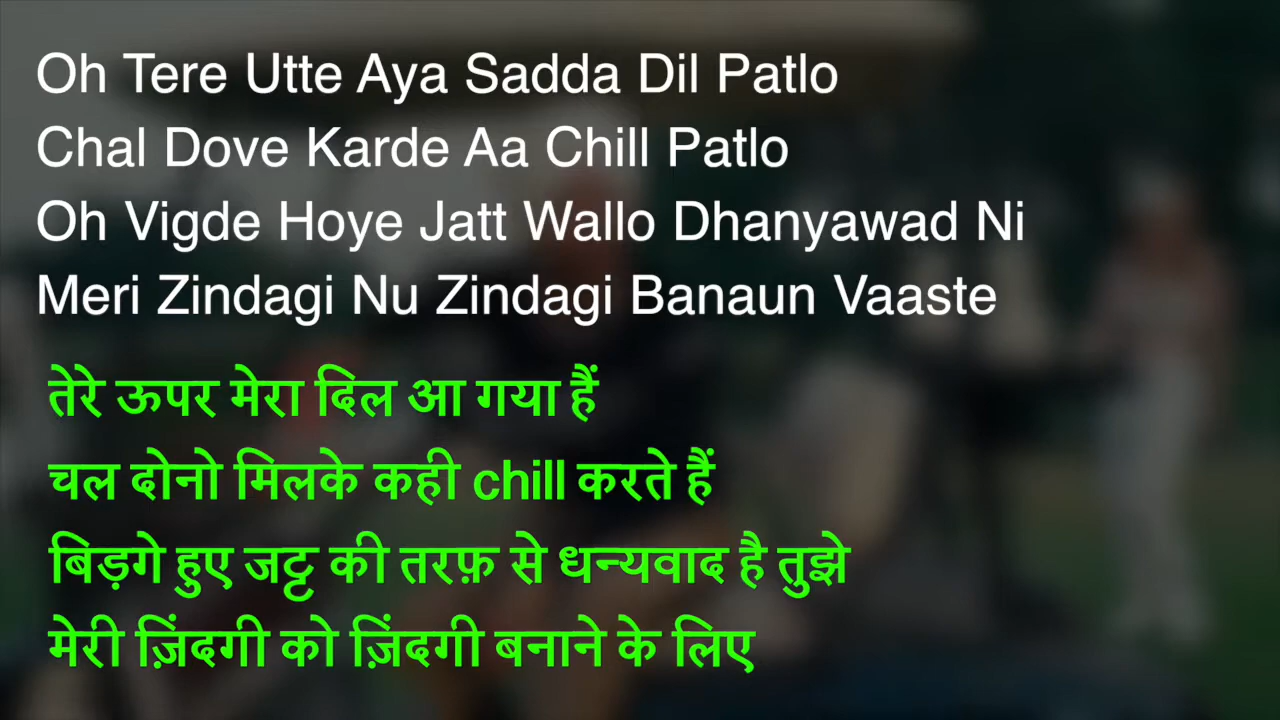 Oh Tere Utte Aya Sadda Dil Patlo
Chal Dove Karde Aa Chill Patlo
Oh Vigde Hoye Jatt Wallo Dhanyawad Ni
Meri Zindagi Nu Zindagi Banaun Vaaste
तेरे ऊपर मेरा दिल आ गया हैं
चल दोनो मिलके कही chill करते हैं
बिड़गे हुए जट्ट की तरफ़ से धन्यवाद है तुझे
मेरी ज़िंदगी को ज़िंदगी बनाने के लिए